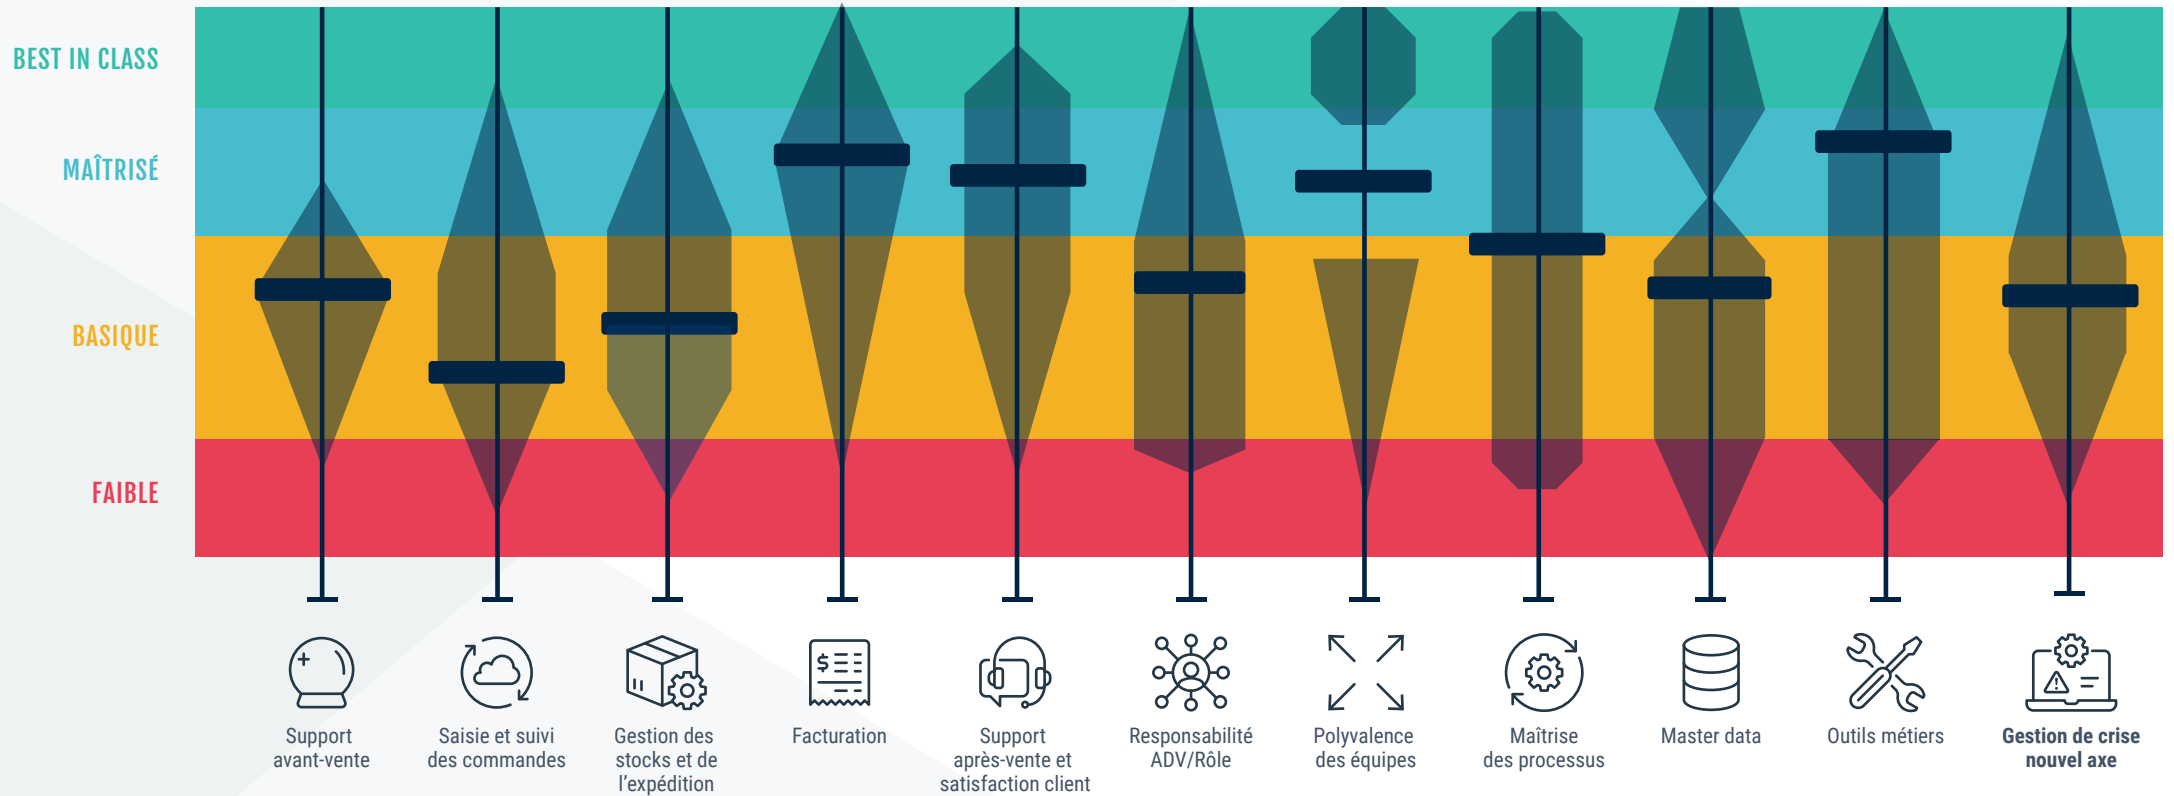 BEST IN CLASS
MAÎTRISÉ
BASIQUE
FAIBLE
Support
avant-vente
Saisie et suivi
des commandes
Gestion des
stocks et de
l'expédition
Facturation
Support
après-vente et
satisfaction client
Responsabilité
ADV/Rôle
Polyvalence
des équipes
Maîtrise
des processus
Master data
Outils métiers
Gestion de crise
nouvel axe